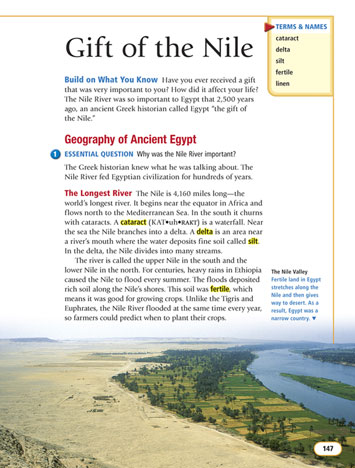 Gift of the Nile
TERMS & NAMES
cataract
delta
silt
fertile
linen
Build on What You Know Have you ever received a gift
that was very important to you? How did it affect your life?
The Nile River was so important to Egypt that 2,500 years
ago, an ancient Greek historian called Egypt “the gift of
the Nile.”
Geography of Ancient Egypt
1 ESSENTIAL QUESTION Why was the Nile River important?
The Greek historian knew what he was talking about. The
Nile River fed Egyptian civilization for hundreds of years.
The Longest River The Nile is 4,160 miles long—the
world’s longest river. It begins near the equator in Africa and
flows north to the Mediterranean Sea. In the south it churns
with cataracts. A cataract (KAT•uh•RAKT) is a waterfall. Near
the sea the Nile branches into a delta. A delta is an area near
a river’s mouth where the water deposits fine soil called silt.
In the delta, the Nile divides into many streams.
The river is called the upper Nile in the south and the
lower Nile in the north. For centuries, heavy rains in Ethiopia
caused the Nile to flood every summer. The floods deposited
rich soil along the Nile’s shores. This soil was fertile, which
means it was good for growing crops. Unlike the Tigris and
Euphrates, the Nile River flooded at the same time every year,
so farmers could predict when to plant their crops.
The Nile Valley
Fertile land in Egypt
stretches along the
Nile and then gives
way to desert. As a
result, Egypt was a
narrow country. ▼
147